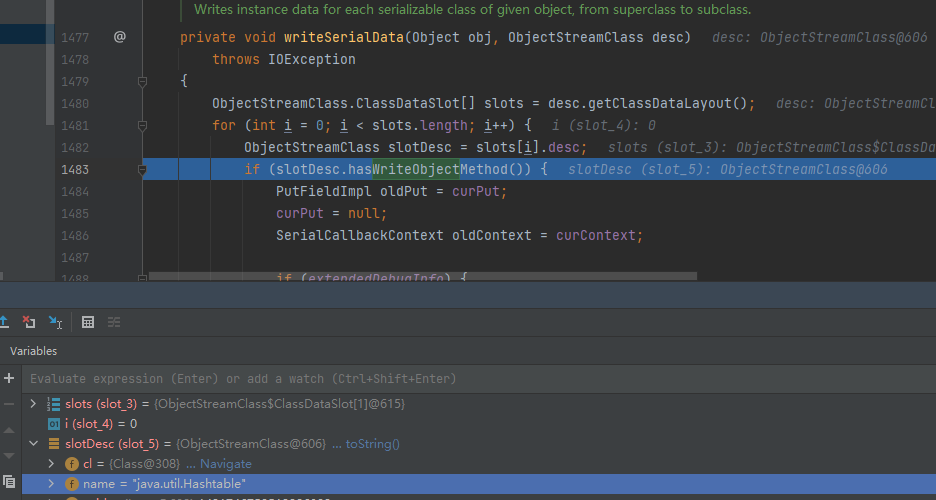 Writes instance data for each serializable class of given object, from superclass to subclass.
1477 @ private void writeSerialData(Object obj, ObjectStreamClass desc) desc: ObjectStreamClass@606
1478 throws IOException
1479 {
1480 ObjectStreamClass.ClassDataSlot[] slots = desc.getClassDataLayout(); desc: ObjectStreamCl
1481 for (int i = 0; i < slots.length; i++) { i (slot_4): 0
1482 ObjectStreamClass slotDesc = slots[i].desc; slots (slot_3): ObjectStreamClass$ClassDa
1483 if (slotDesc.hasWriteObjectMethod()) { slotDesc (slot_5): ObjectStreamClass@606
1484 PutFieldImpl oldPut = curPut;
1485 curPut = null;
1486 SerialCallbackContext oldContext = curContext;
1487
1488 if (extendedDebugInfo) {
Variables
Evaluate expression (Enter) or add a watch (Ctrl+Shift+Enter)
slots (slot_3) = {ObjectStreamClass$ClassDataSlot[1]@615}
01 i (slot_4) = 0
slotDesc (slot_5) = {ObjectStreamClass@606} ... toString()
f cl = {Class@308} ... Navigate
f name = "java.util.Hashtable"